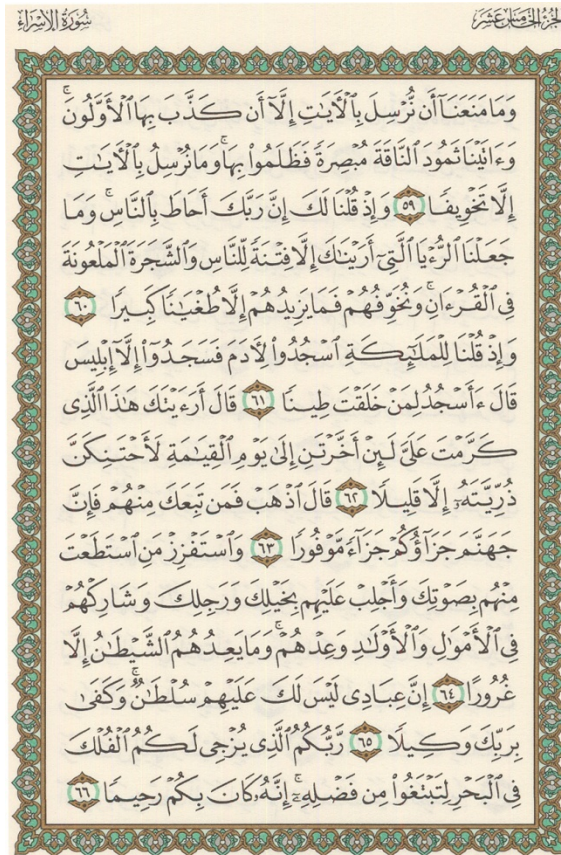 الجزء الخامس عشر
سورة الإسراء
وَمَا مَنَعَنَآ أَن نُّرْسِلَ بِٱلْأَيَٰتِ إِلَّآ أَن كَذَّبَ بِهَا ٱلْأَوَّلُونَ ۚ
وَءَاتَيْنَا ثَمُودَ ٱلنَّاقَةَ مُبْصِرَةً فَظَلَمُوا۟ بِهَا ۚ وَمَا نُرْسِلُ بِٱلْأَيَٰتِ
إِلَّا تَخْوِيفًا ٥٩ وَإِذْ قُلْنَا لَكَ إِنَّ رَبَّكَ أَحَاطَ بِٱلنَّاسِ ۚ وَمَا
جَعَلْنَا ٱلرُّءْيَا ٱلَّتِىٓ أَرَيْنَٰكَ إِلَّا فِتْنَةً لِّلنَّاسِ وَٱلشَّجَرَةَ ٱلْمَلْعُونَةَ
فِى ٱلْقُرْءَانِ ۚ وَنُخَوِّفُهُمْ فَمَا يَزِيدُهُمْ إِلَّا طُغْيَٰنًا كَبِيرًا ٦٠
وَإِذْ قُلْنَا لِلْمَلَٰٓئِكَةِ ٱسْجُدُوا۟ لِأَدَمَ فَسَجَدُوٓا۟ إِلَّآ إِبْلِيسَ
قَالَ ءَأَسْجُدُ لِمَنْ خَلَقْتَ طِينًا ٦١ قَالَ أَرَءَيْتَكَ هَٰذَا ٱلَّذِى
كَرَّمْتَ عَلَىَّ لَئِنْ أَخَّرْتَنِ إِلَىٰ يَوْمِ ٱلْقِيَٰمَةِ لَأَحْتَنِكَنَّ
ذُرِّيَّتَهُۥٓ إِلَّا قَلِيلًا ٦٢ قَالَ ٱذْهَبْ فَمَن تَبِعَكَ مِنْهُمْ فَإِنَّ
جَهَنَّمَ جَزَآؤُكُمْ جَزَآءً مَّوْفُورًا ٦٣ وَٱسْتَفْزِزْ مَنِ ٱسْتَطَعْتَ
مِنْهُم بِصَوْتِكَ وَأَجْلِبْ عَلَيْهِم بِخَيْلِكَ وَرَجِلِكَ وَشَارِكْهُمْ
فِى ٱلْأَمْوَٰلِ وَٱلْأَوْلَٰدِ وَعِدْهُمْ ۚ وَمَا يَعِدُهُمُ ٱلشَّيْطَٰنُ إِلَّا
غُرُورًا ٦٤ إِنَّ عِبَادِى لَيْسَ لَكَ عَلَيْهِمْ سُلْطَٰنٌ ۚ وَكَفَىٰ
بِرَبِّكَ وَكِيلًا ٦٥ رَّبُّكُمُ ٱلَّذِى يُزْجِى لَكُمُ ٱلْفُلْكَ
فِى ٱلْبَحْرِ لِتَبْتَغُوا۟ مِن فَضْلِهِۦٓ ۚ إِنَّهُۥ كَانَ بِكُمْ رَحِيمًا ٦٦